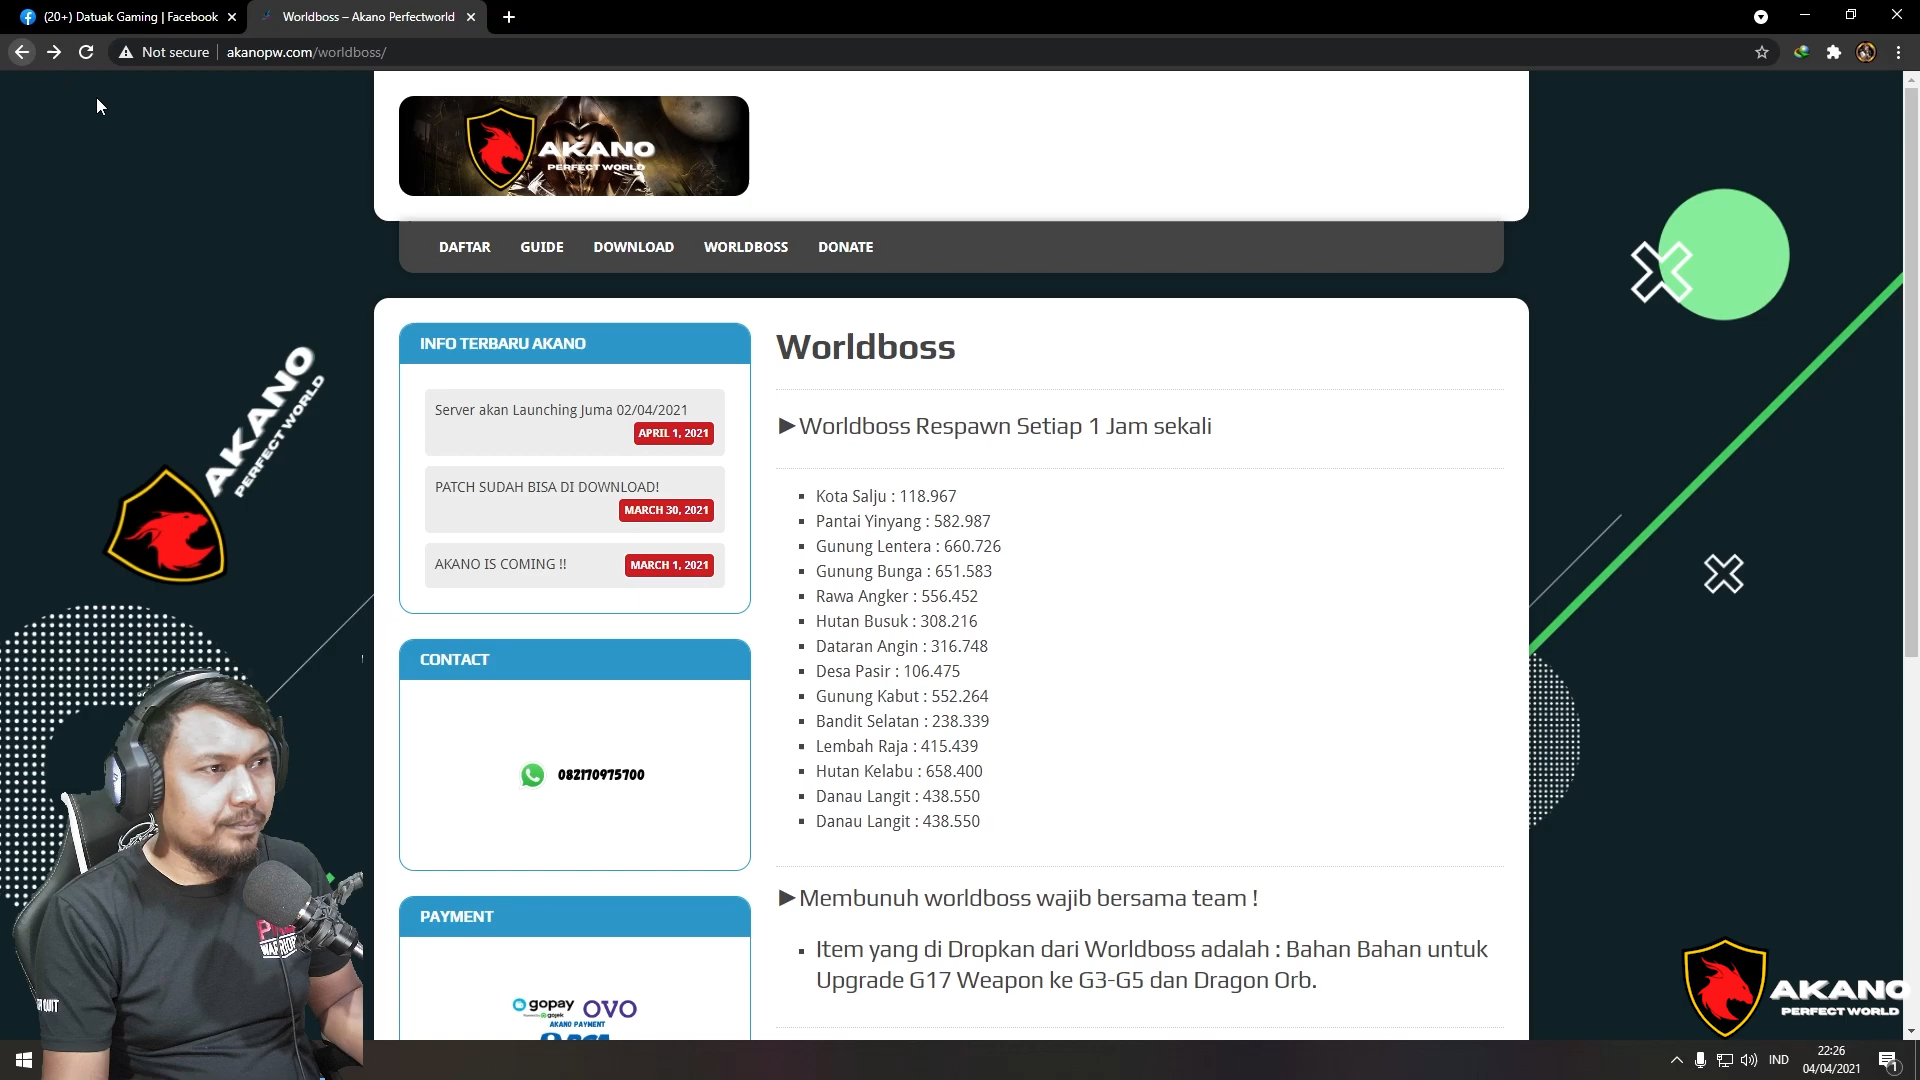 (20+) Datuak Gaming | Facebook
Worldboss – Akano Perfectworld
Not secure
akanopw.com/worldboss/
AKANO
PERFECT WORLD
DAFTAR
GUIDE
DOWNLOAD
WORLDBOSS
DONATE
INFO TERBARU AKANO
Server akan Launching Juma 02/04/2021
APRIL 1, 2021
PATCH SUDAH BISA DI DOWNLOAD!
MARCH 30, 2021
AKANO IS COMING !!
MARCH 1, 2021
CONTACT
082170975700
PAYMENT
gopay
gojek
OVO
AKANO PAYMENT
Worldboss
►Worldboss Respawn Setiap 1 Jam sekali
Kota Salju : 118.967
Pantai Yinyang : 582.987
Gunung Lentera : 660.726
Gunung Bunga : 651.583
Rawa Angker : 556.452
Hutan Busuk : 308.216
Dataran Angin : 316.748
Desa Pasir : 106.475
Gunung Kabut : 552.264
Bandit Selatan : 238.339
Lembah Raja : 415.439
Hutan Kelabu : 658.400
Danau Langit : 438.550
Danau Langit : 438.550
►Membunuh worldboss wajib bersama team !
Item yang di Dropkan dari Worldboss adalah : Bahan Bahan untuk
Upgrade G17 Weapon ke G3-G5 dan Dragon Orb.
AKANO
PERFECT WORLD
AKANO
PERFECT WORLD
QUIT
IND
22:26
04/04/2021
1